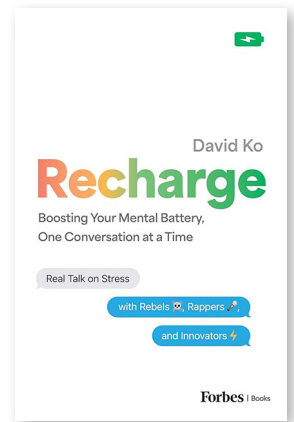 David Ko
Recharge
Boosting Your Mental Battery,
One Conversation at a Time
Real Talk on Stress
with Rebels ☠️, Rappers 🎤,
and Innovators⚡
Forbes | Books